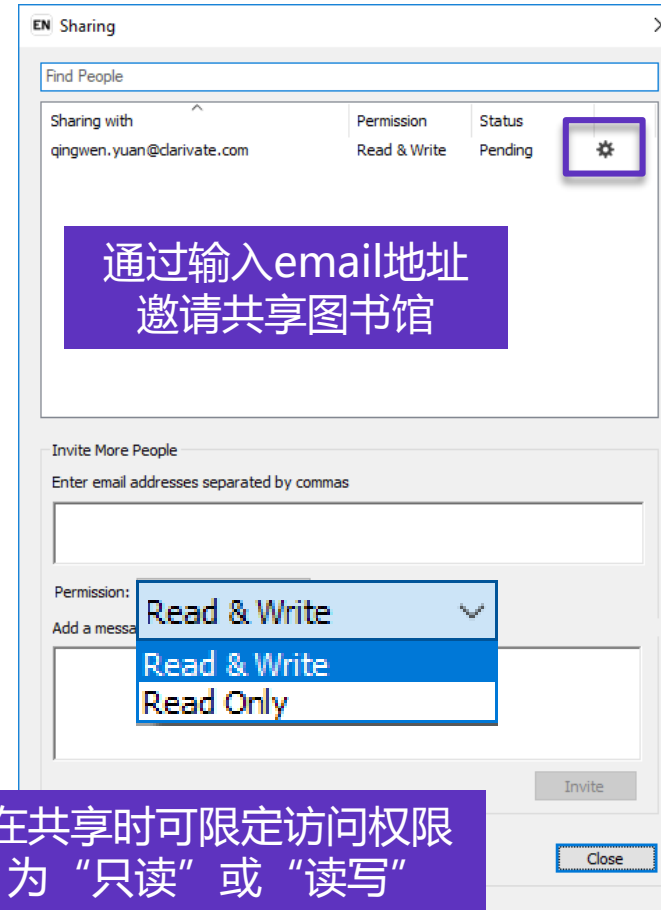 EN Sharing
Find People
Sharing with Permission Status
qingwen.yuan@clarivate.com Read & Write Pending
通过输入email地址
邀请共享图书馆
Invite More People
Enter email addresses separated by commas
Permission:
Read & Write
Add a messa
Read & Write
Read Only
Invite
在共享时可限定访问权限
为“只读”或“读写”
Close